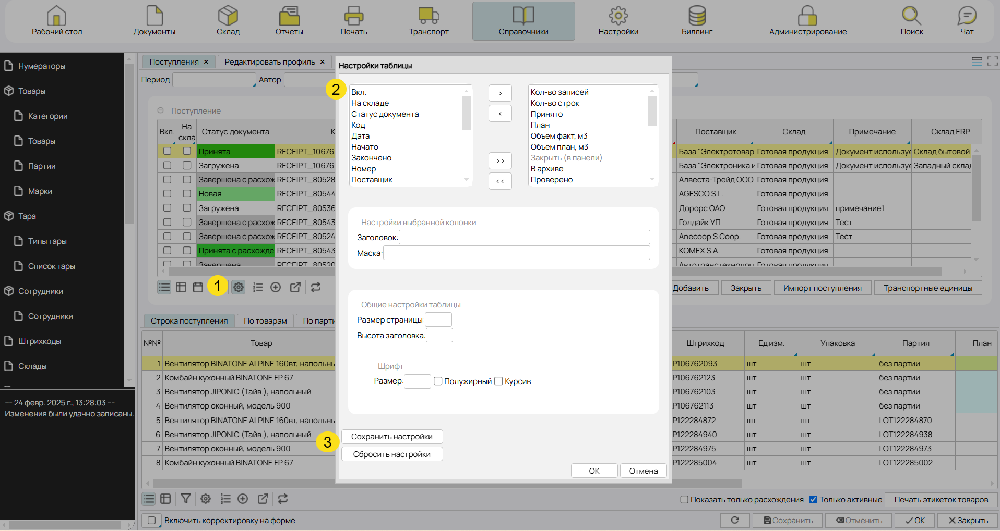 Рабочий стол
Документы
Склад
Отчеты
Печать
Транспорт
Справочники
Настройки
Биллинг
Администрирование
Поиск
Чат
Нумераторы
Товары
Категории
Товары
Партии
Марки
Тара
Типы тары
Список тары
Сотрудники
Сотрудники
Штрихкоды
Склады
-- 24 февр. 2025 г., 13:28:03 --
Изменения были удачно записаны.
Поступления ×
Редактировать профиль ×
Период
Автор
Поступление
Вкл. На скла Статус документа К Поставщик Склад Примечание Склад ERP
Принята RECEIPT_10676 База "Электротовар Готовая продукция Документ используе Склад бытовой
Загружена RECEIPT_10676 База "Электроника и Готовая продукция Документ используе Западный склад
Завершена с расхож RECEIPT_80528 Алвеста-Трейд ООО Готовая продукция
Новая RECEIPT_80544 AGESCO S.L. Готовая продукция
Загружена RECEIPT_80536 Дорорс ОАО Готовая продукция примечание1
Завершена с расхож RECEIPT_80543 Голдайк УП Готовая продукция Тест
Завершена с расхож RECEIPT_80524 Anecoop S.Coop. Готовая продукция Тест
Принята с расхожде RECEIPT_80543 KOMEX S.A. Готовая продукция
Завершена RECEIPT_80520 Автотранстехнологи Готовая продукция
1
Добавить
Закрыть
Импорт поступления
Транспортные единицы
Настройки таблицы
2
Вкл.
На складе
Статус документа
Код
Дата
Начато
Закончено
Номер
Поставщик
>
<
>>
<<
Кол-во записей
Кол-во строк
Принято
План
Объем факт, м3
Объем план, м3
Закрыть (в панели)
В архиве
Проверено
Настройки выбранной колонки
Заголовок:
Маска:
Общие настройки таблицы
Размер страницы:
Высота заголовка:
Шрифт
Размер: Полужирный Курсив
3
Сохранить настройки
Сбросить настройки
OK
Отмена
Строка поступления
По товарам
По парти
№№ Товар Штрихкод Ед.изм. Упаковка Партия План
1 Вентилятор BINATONE ALPINE 160вт, напольны P106762093 шт шт без партии
2 Комбайн кухонный BINATONE FP 67 P106762123 шт шт без партии
3 Вентилятор JIPONIC (Тайв.), напольный P106762103 шт шт без партии
4 Вентилятор оконный, модель 900 P106762113 шт шт без партии
5 Вентилятор BINATONE ALPINE 160вт, напольны P122284872 шт шт LOT122284870
6 Вентилятор JIPONIC (Тайв.), напольный P122284940 шт шт LOT122284938
7 Вентилятор оконный, модель 900 P122284975 шт шт LOT122284973
8 Комбайн кухонный BINATONE FP 67 P122285004 шт шт LOT122285002
Показать только расхождения
Только активные
Печать этикеток товаров
Включить корректировку на форме
Сохранить
Отменить
OK
Закрыть